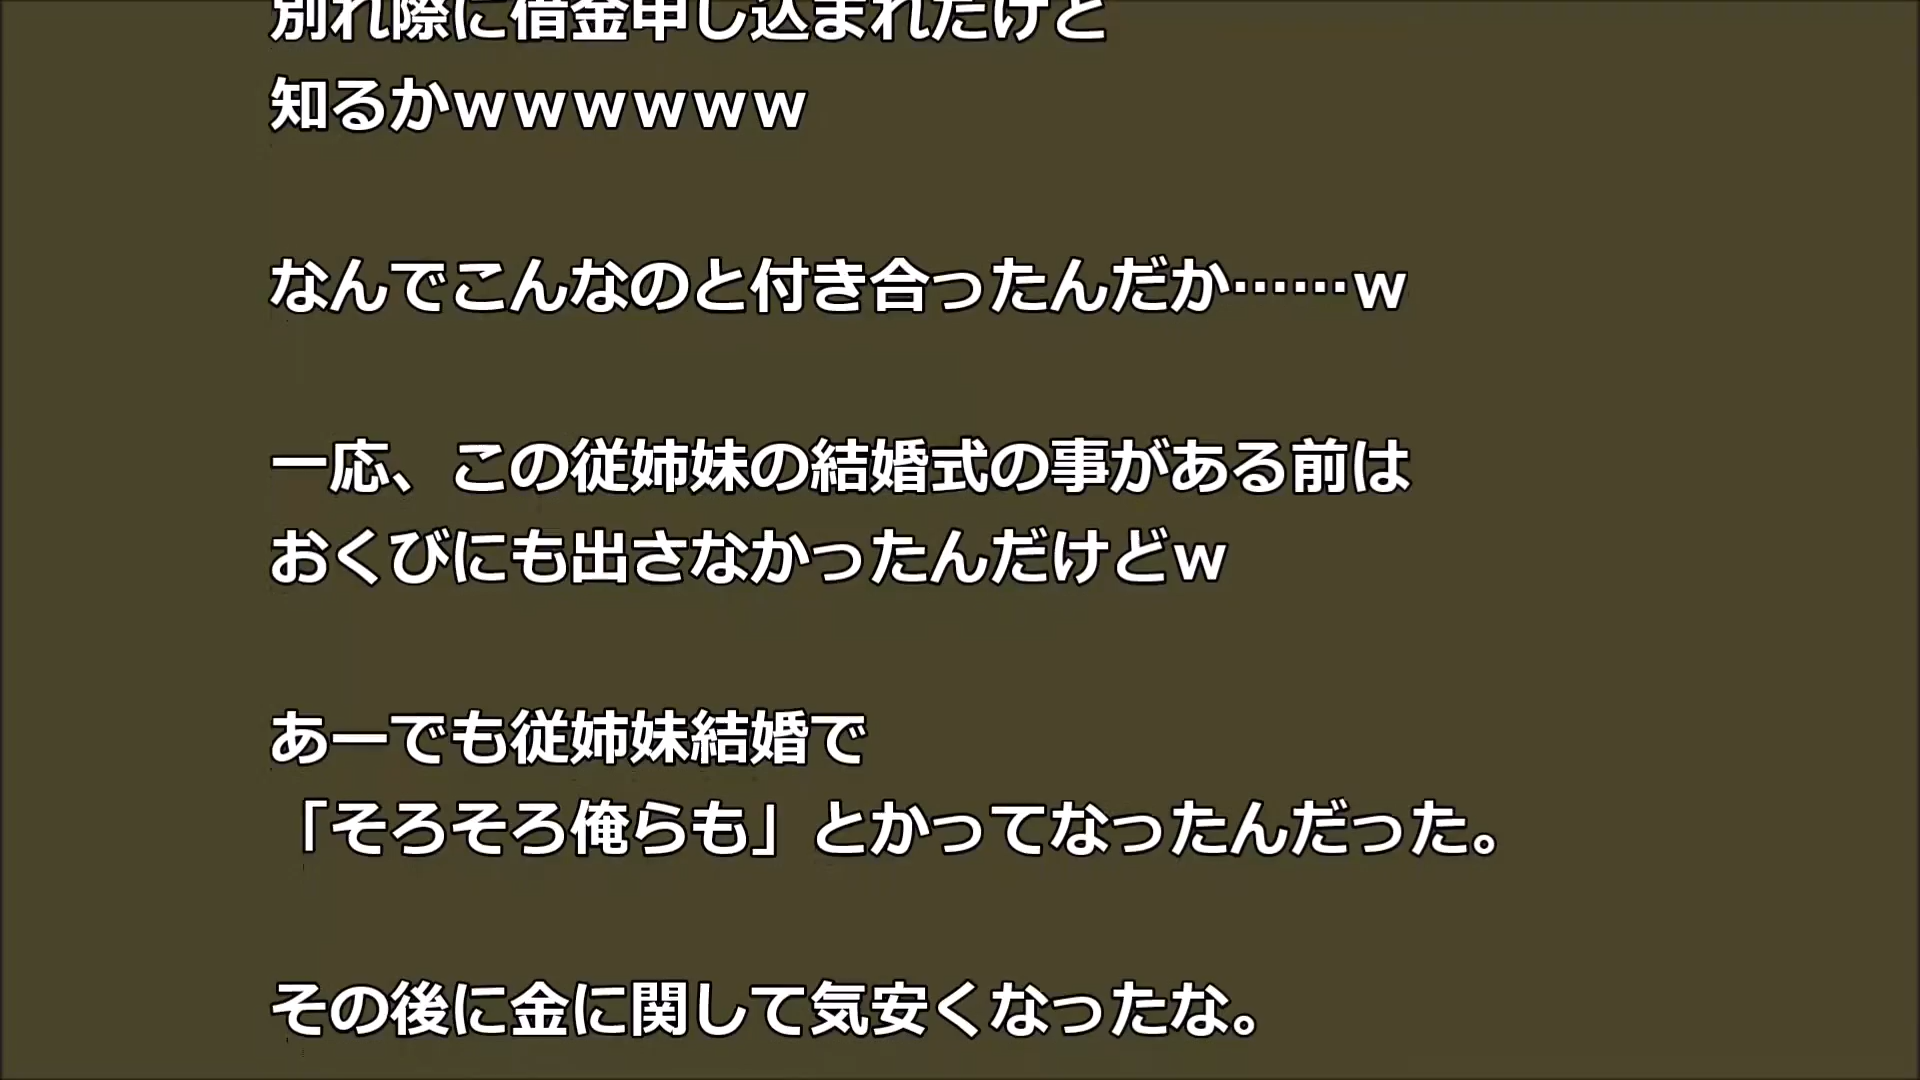 別れ際に借金申し込まれたけど
知るかｗｗｗｗｗｗ
なんでこんなのと付き合ったんだか……ｗ
一応、この従姉妹の結婚式の事がある前は
おくびにも出さなかったんだけどｗ
あーでも従姉妹結婚で
「そろそろ俺らも」とかってなったんだった。
その後に金に関して気安くなったな。